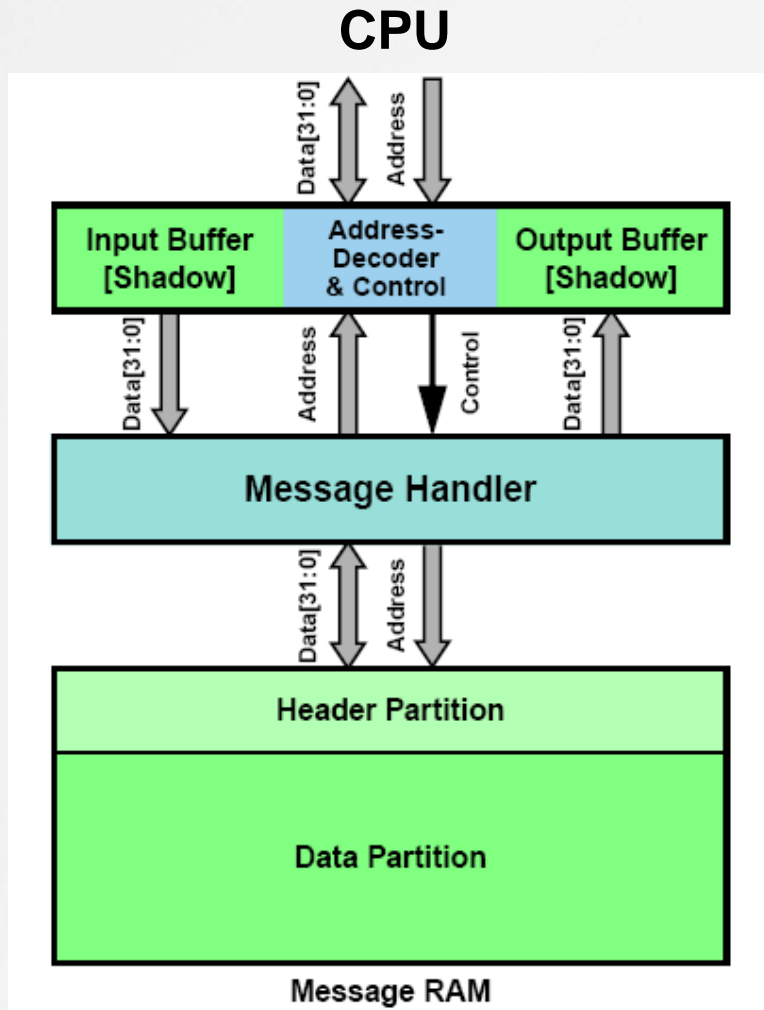 CPU
Data[31:0]
Address
Input Buffer
[Shadow]
Address-
Decoder
& Control
Output Buffer
[Shadow]
Data[31:0]
Address
Control
Data[31:0]
Message Handler
Data[31:0]
Address
Header Partition
Data Partition
Message RAM